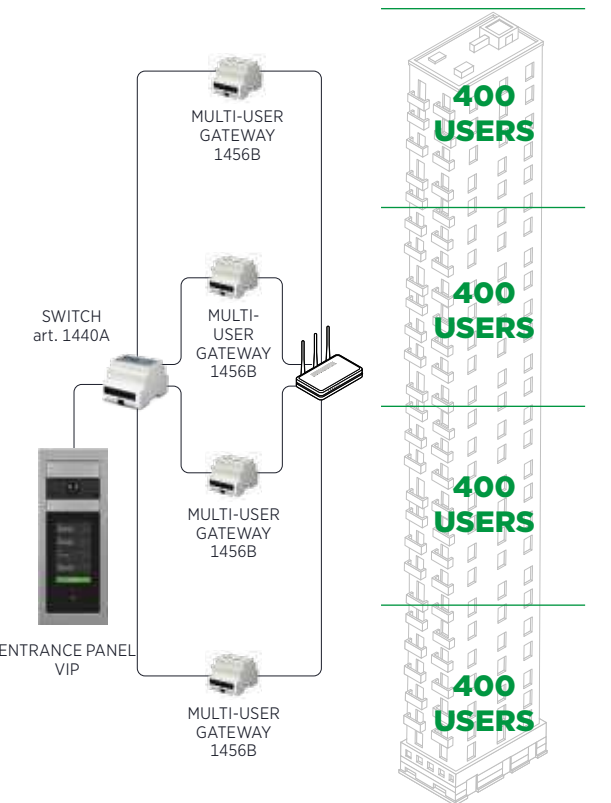 MULTI-USER
GATEWAY
1456B
400
USERS
SWITCH
art. 1440A
MULTI-
USER
GATEWAY
1456B
400
USERS
MULTI-USER
GATEWAY
1456B
400
USERS
ENTRANCE PANEL
VIP
MULTI-USER
GATEWAY
1456B
400
USERS